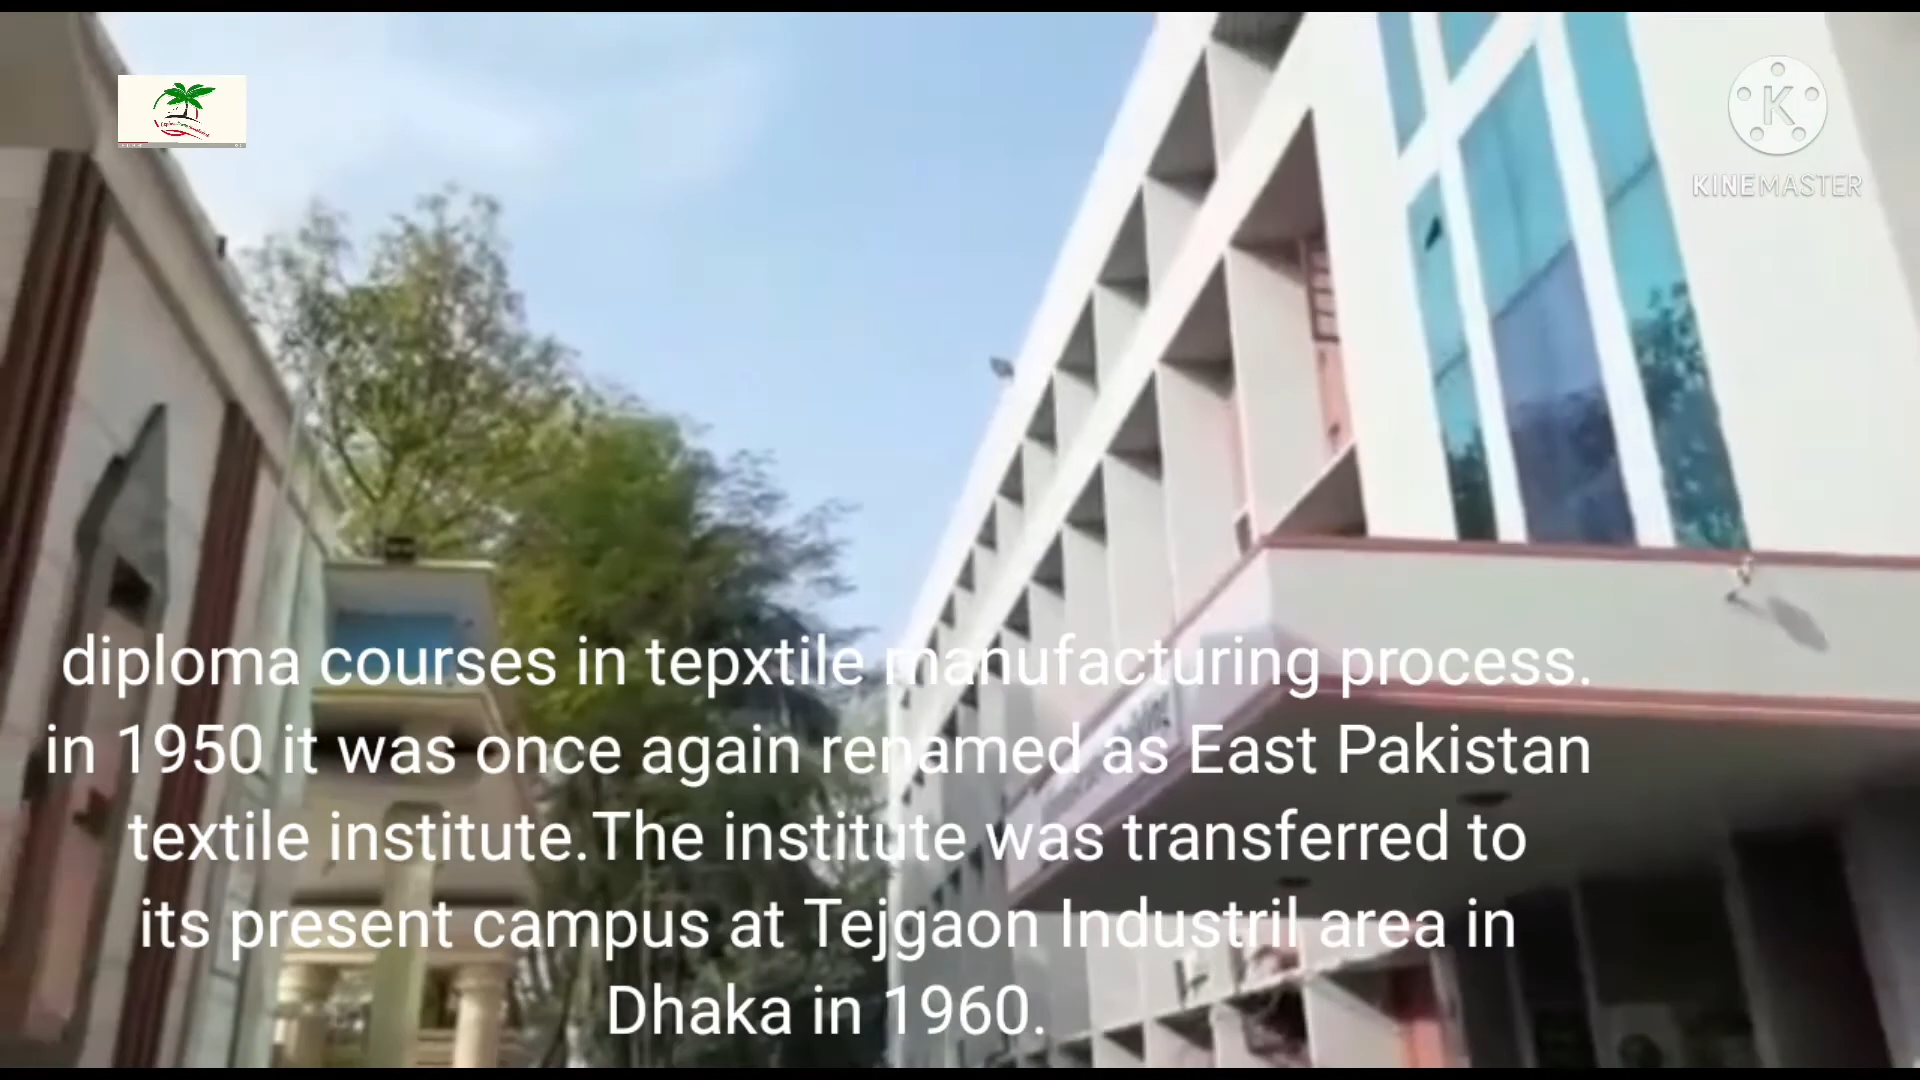 KINEMASTER
diploma courses in tepxtile manufacturing process.
in 1950 it was once again renamed as East Pakistan
textile institute.The institute was transferred to
its present campus at Tejgaon Industril area in
Dhaka in 1960.